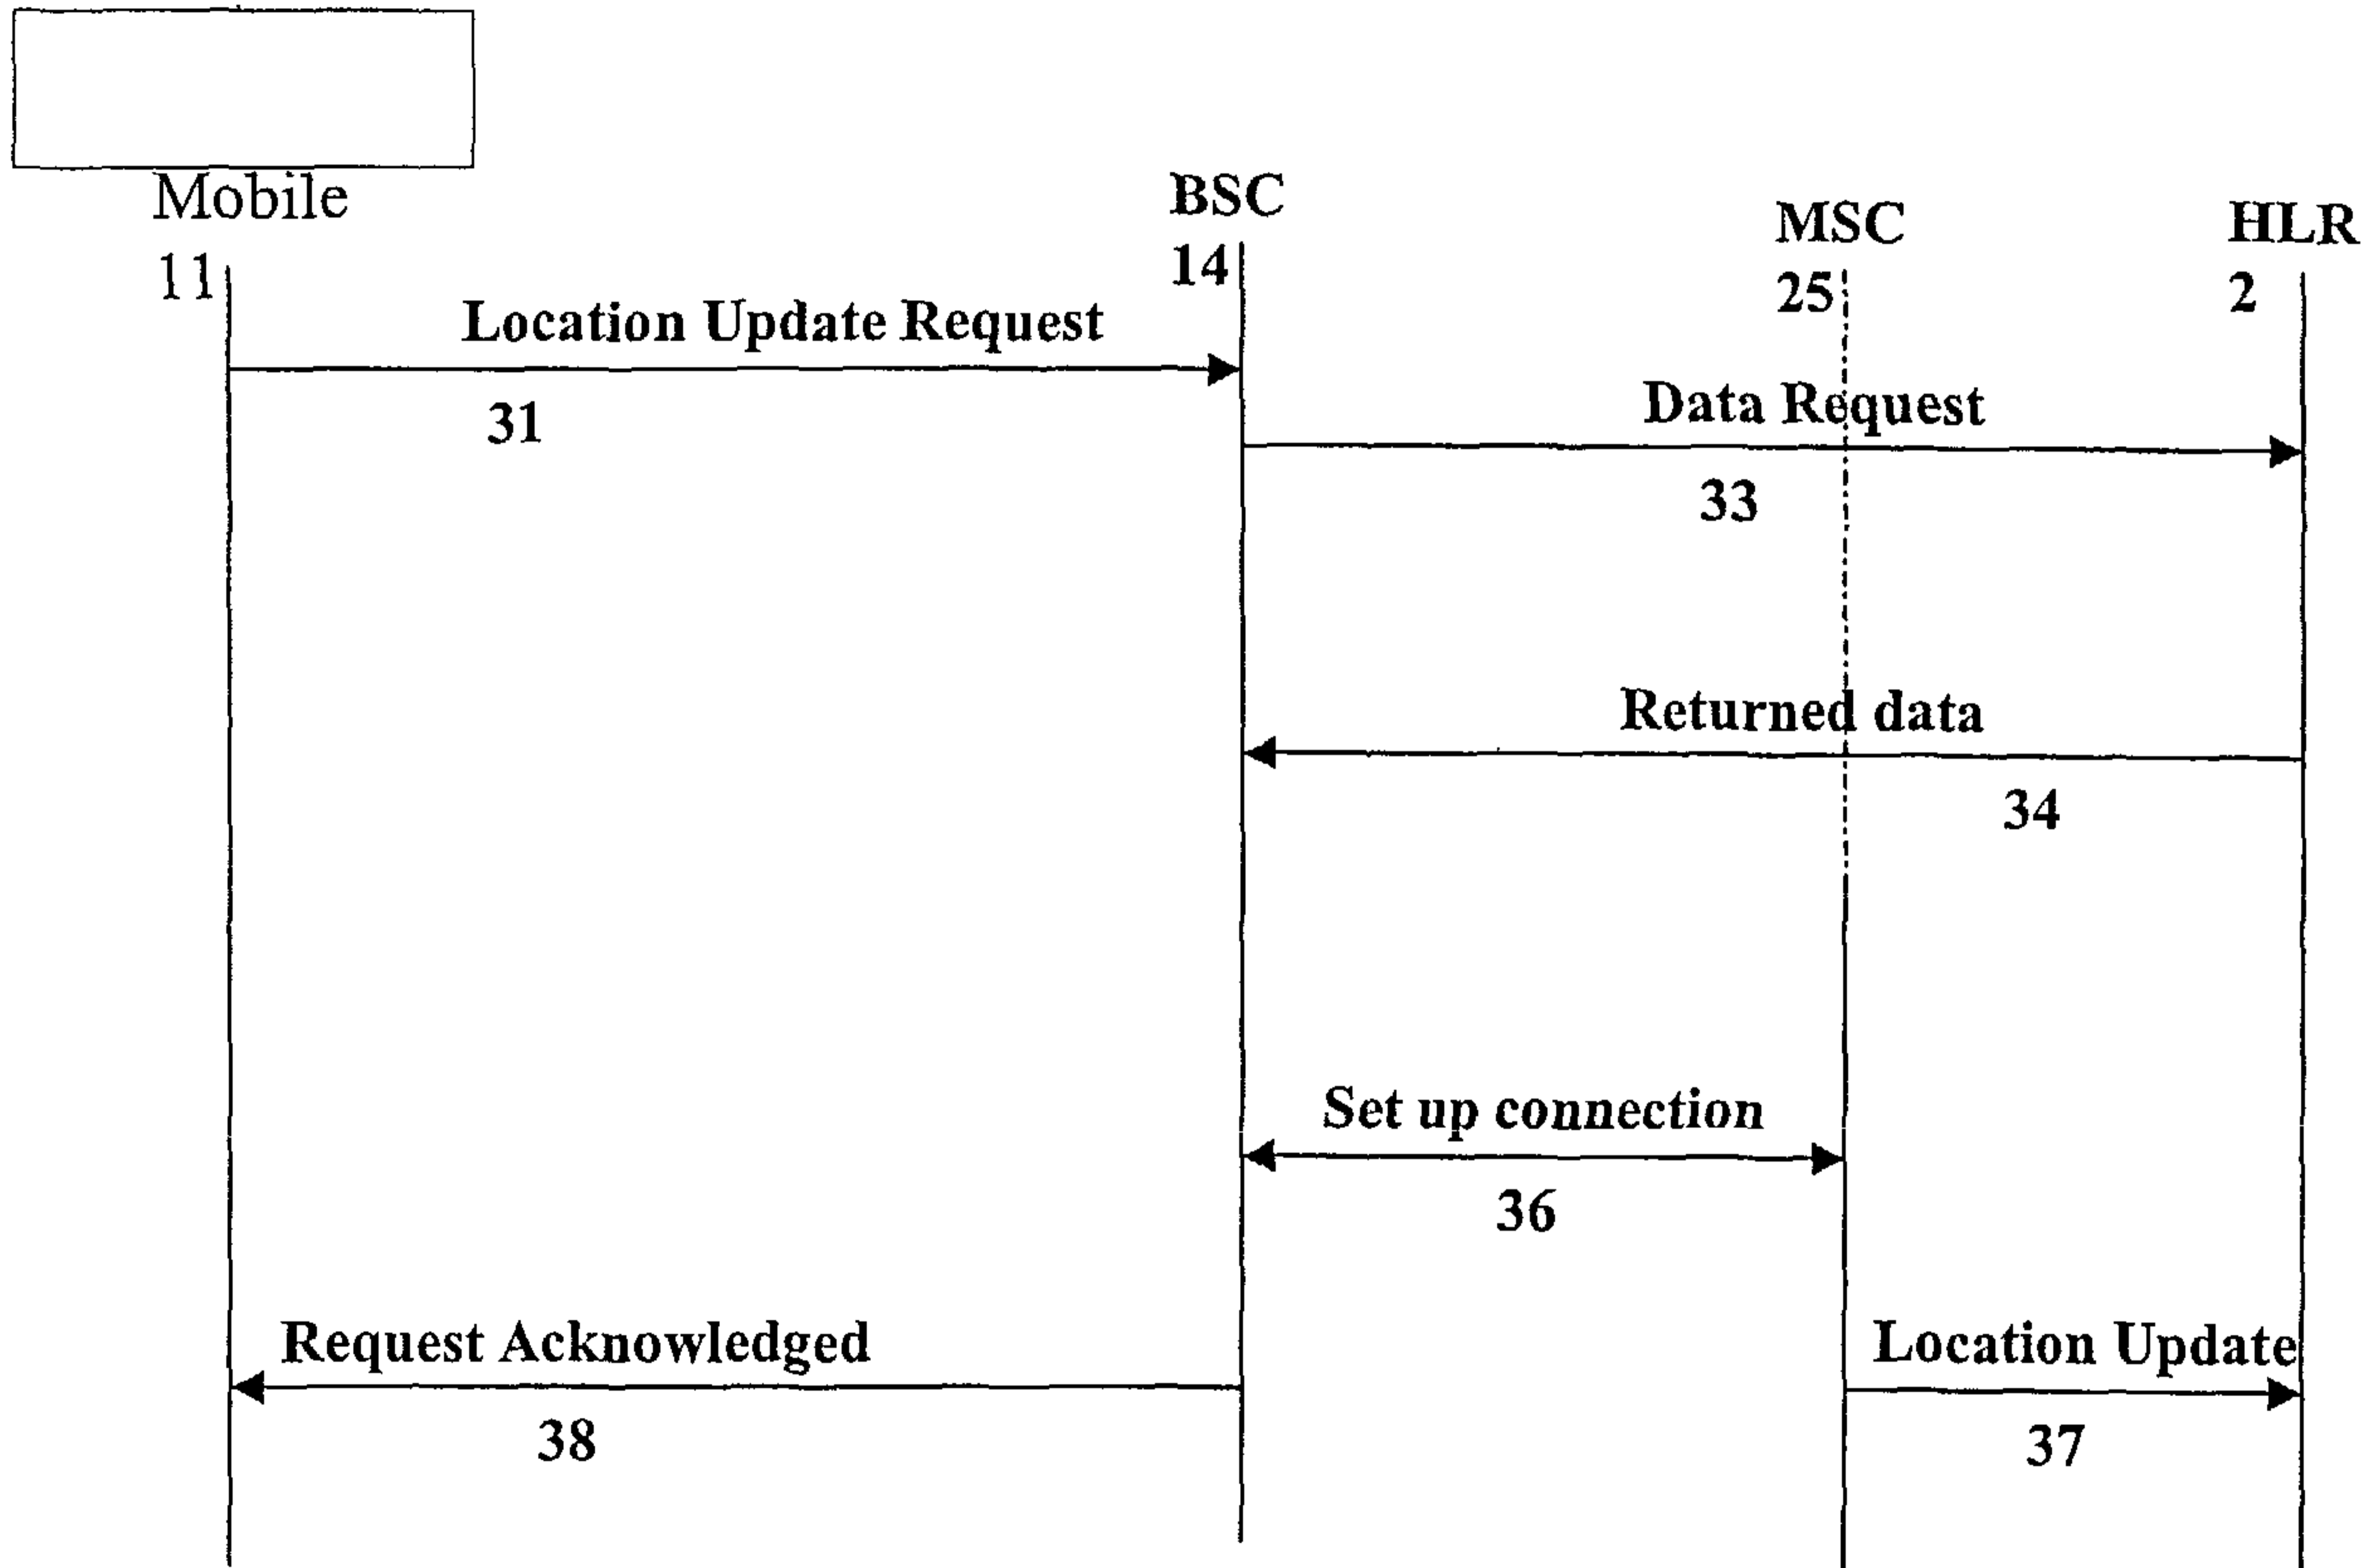 Mobile
11
BSC
14
MSC
25
HLR
2
Location Update Request
31
Data Request
33
Returned data
34
Set up connection
36
Request Acknowledged
38
Location Update
37